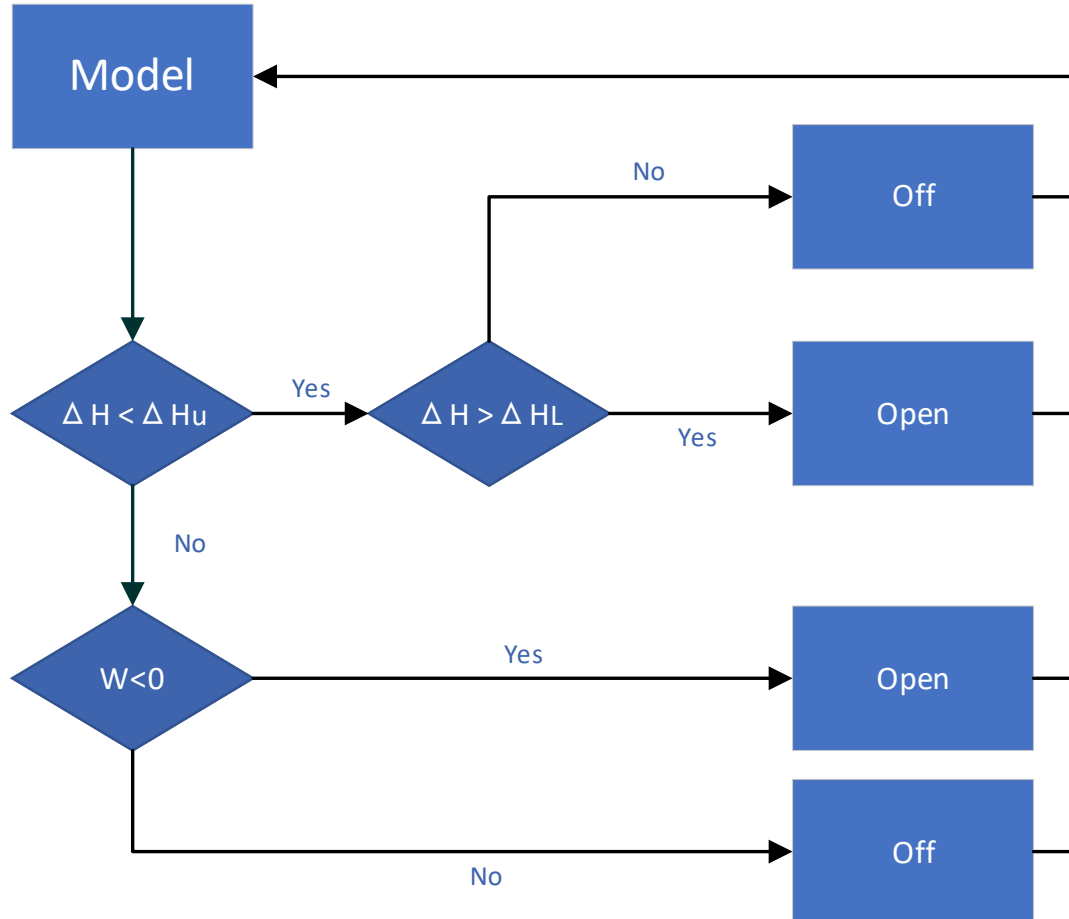 Model
No
Off
△ H < △ Hu
Yes
△ H > △ HL
Yes
Open
No
W<0
Yes
Open
No
Off